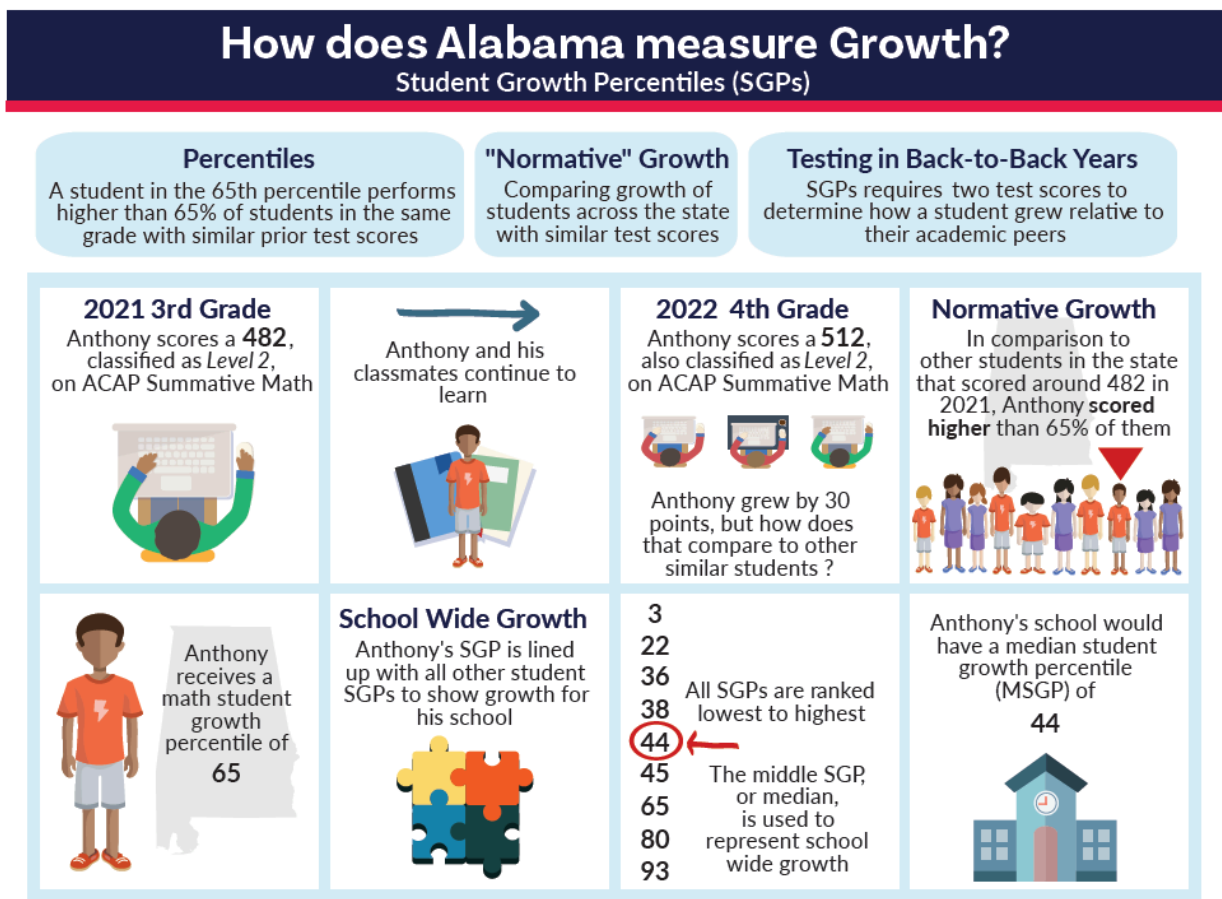 How does Alabama measure Growth?
Student Growth Percentiles (SGPs)
Percentiles
A student in the 65th percentile performs
higher than 65% of students in the same
grade with similar prior test scores
"Normative" Growth
Comparing growth of
students across the state
with similar test scores
Testing in Back-to-Back Years
SGPs requires two test scores to
determine how a student grew relative to
their academic peers
2021 3rd Grade
Anthony scores a 482,
classified as Level 2,
on ACAP Summative Math
Anthony and his
classmates continue to
learn
2022 4th Grade
Anthony scores a 512,
also classified as Level 2,
on ACAP Summative Math
Anthony grew by 30
points, but how does
that compare to other
similar students ?
Normative Growth
In comparison to
other students in the state
that scored around 482 in
2021, Anthony scored
higher than 65% of them
Anthony
receives a
math student
growth
percentile of
65
School Wide Growth
Anthony's SGP is lined
up with all other student
SGPs to show growth for
his school
3
22
36
38
44
45
65
80
93
All SGPs are ranked
lowest to highest
The middle SGP,
or median,
is used to
represent school
wide growth
Anthony's school would
have a median student
growth percentile
(MSGP) of
44